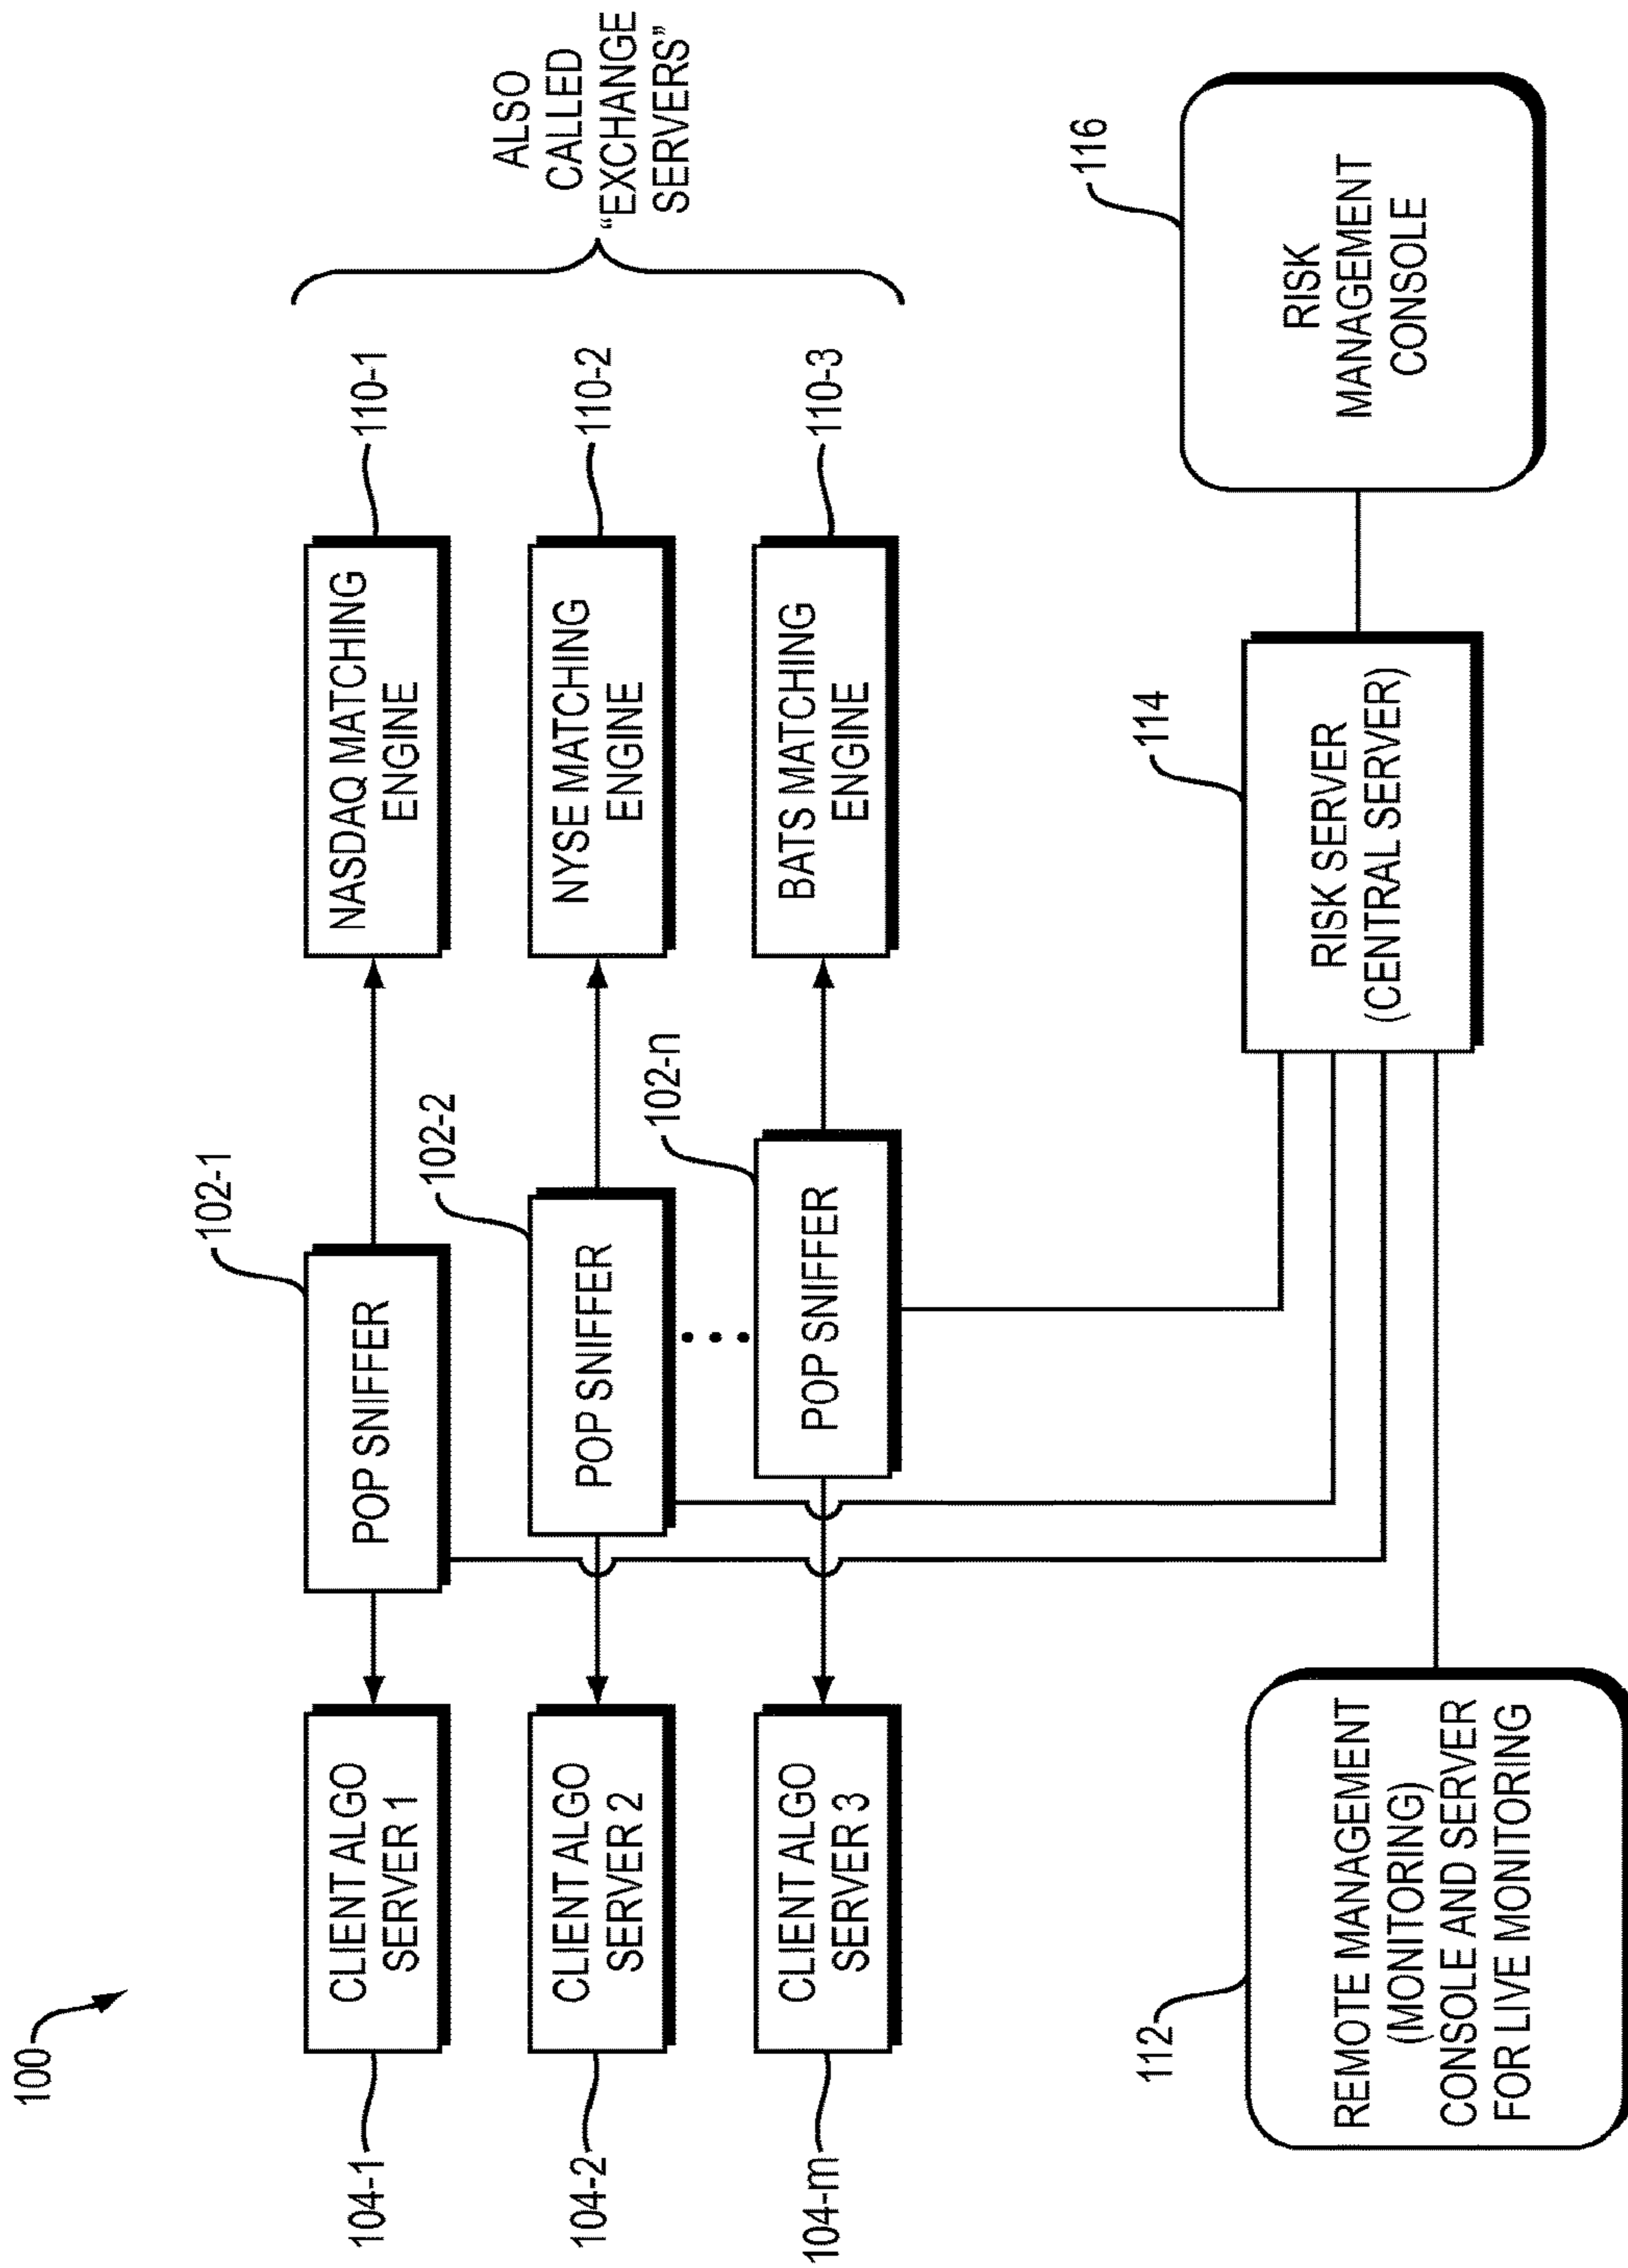 100
104-1
CLIENT ALGO
SERVER 1
102-1
POP SNIFFER
NASDAQ MATCHING
ENGINE
110-1
104-2
CLIENT ALGO
SERVER 2
102-2
POP SNIFFER
NYSE MATCHING
ENGINE
110-2
104-m
CLIENT ALGO
SERVER 3
102-n
POP SNIFFER
BATS MATCHING
ENGINE
110-3
ALSO
CALLED
“EXCHANGE
SERVERS”
112
REMOTE MANAGEMENT
(MONITORING)
CONSOLE AND SERVER
FOR LIVE MONITORING
114
RISK SERVER
(CENTRAL SERVER)
116
RISK
MANAGEMENT
CONSOLE